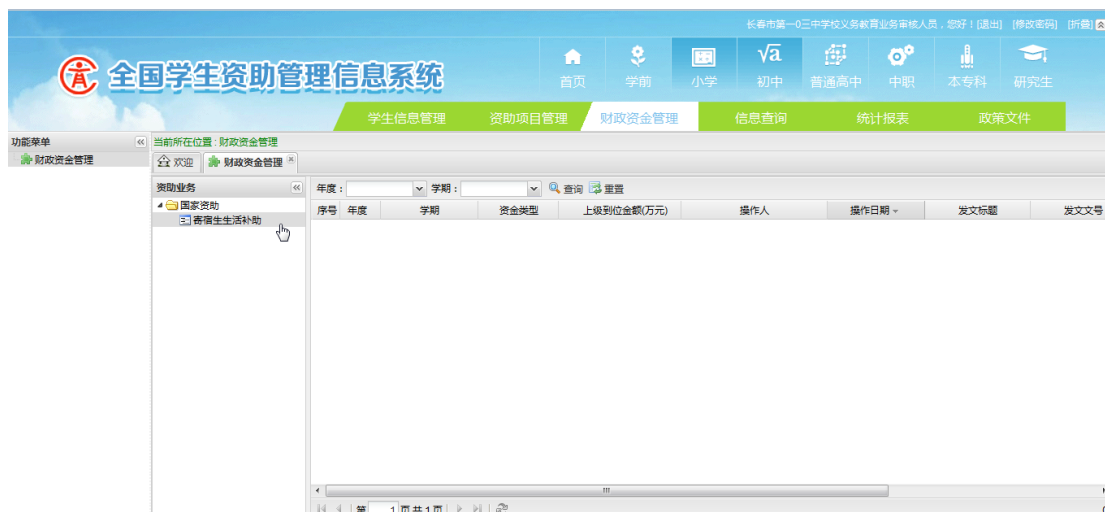 长春市第一0三中学校义务教育业务审核人员，您好！[退出] [修改密码] [折叠]
全国学生资助管理信息系统
首页 学前 小学 初中 普通高中 中职 本专科 研究生
学生信息管理 资助项目管理 财政资金管理 信息查询 统计报表 政策文件
功能菜单
财政资金管理
当前所在位置：财政资金管理
欢迎 财政资金管理
资助业务
国家资助
寄宿生生活补助
年度： 学期： 查询 重置
序号 年度 学期 资金类型 上级到位金额(万元) 操作人 操作日期 发文标题 发文文号
第 1 页共1页